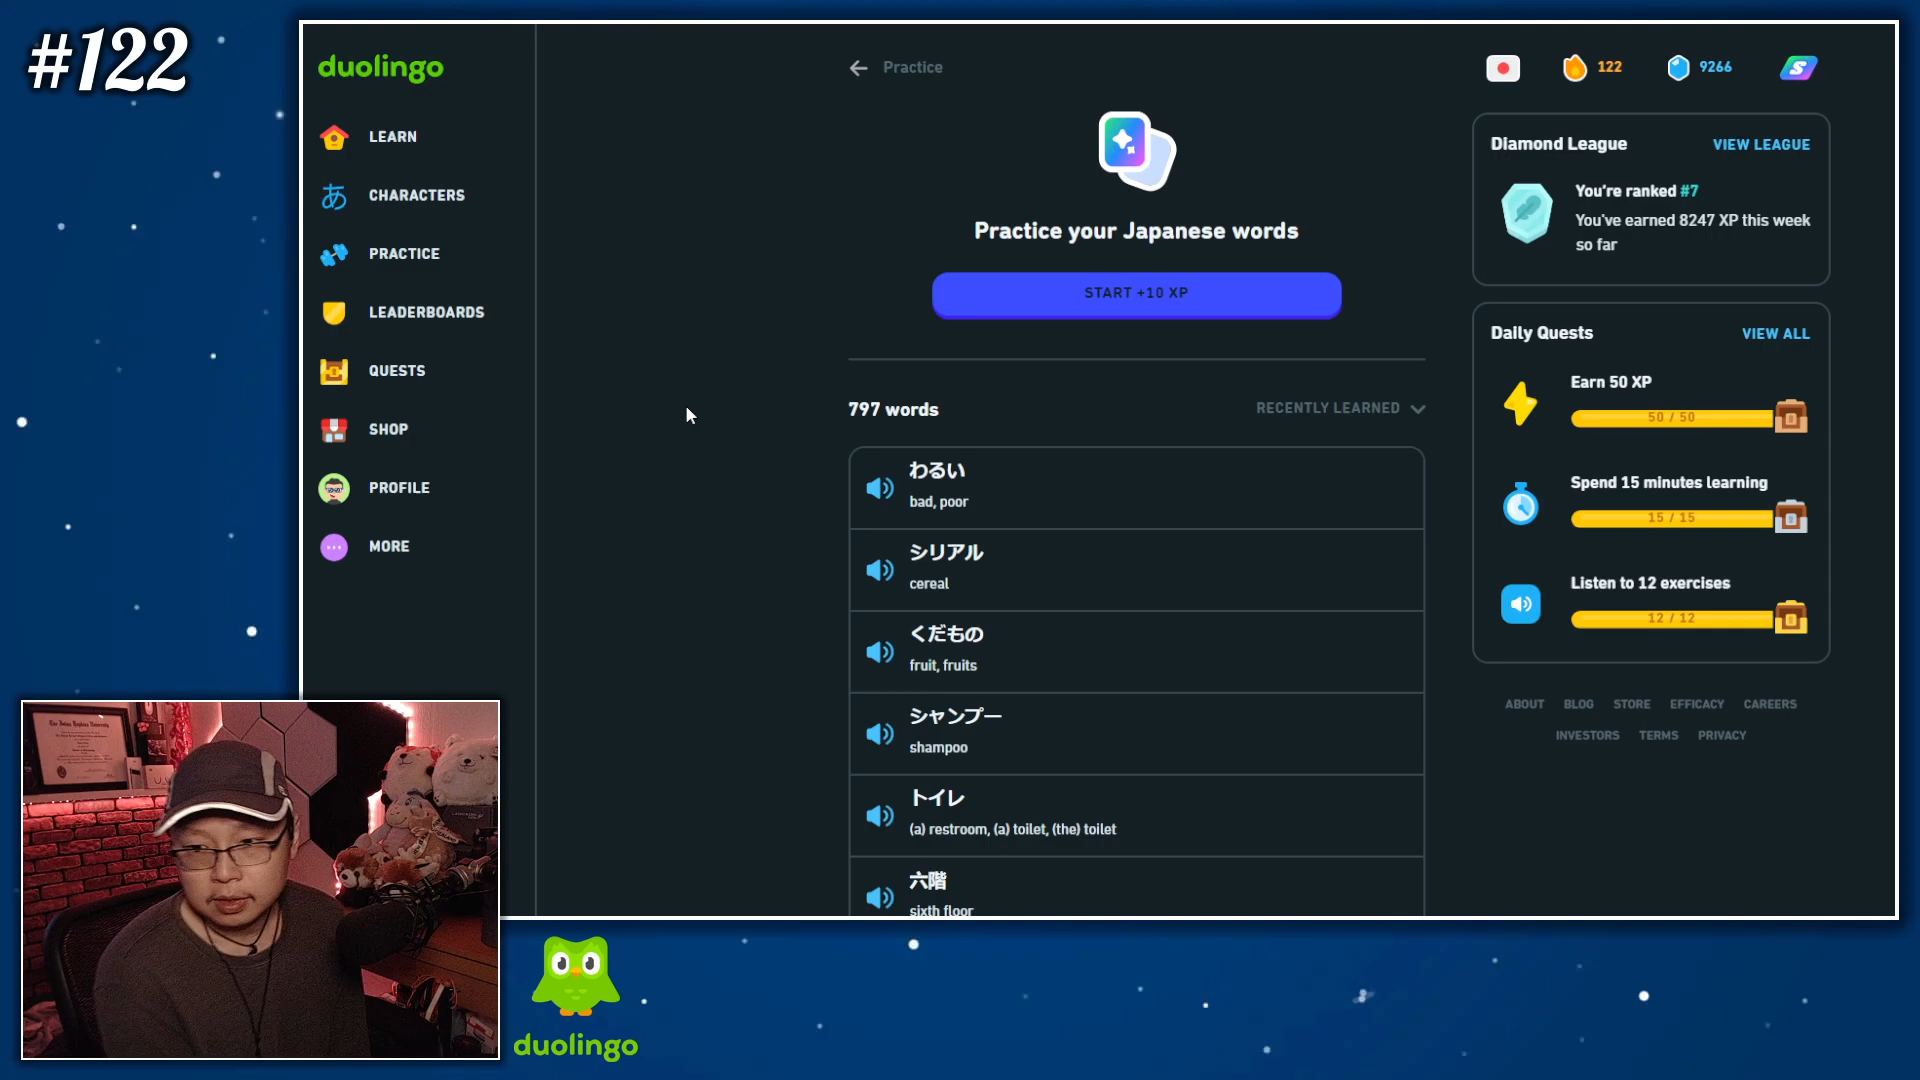 #122
duolingo
LEARN
CHARACTERS
PRACTICE
LEADERBOARDS
QUESTS
SHOP
PROFILE
MORE
Practice
Practice your Japanese words
START +10 XP
797 words
RECENTLY LEARNED
わるい
bad, poor
シリアル
cereal
くだもの
fruit, fruits
シャンプー
shampoo
トイレ
(a) restroom, (a) toilet, (the) toilet
六階
sixth floor
122
9266
Diamond League
VIEW LEAGUE
You're ranked #7
You've earned 8247 XP this week
so far
Daily Quests
VIEW ALL
Earn 50 XP
50 / 50
Spend 15 minutes learning
15 / 15
Listen to 12 exercises
12 / 12
ABOUT BLOG STORE EFFICACY CAREERS
INVESTORS TERMS PRIVACY
duolingo